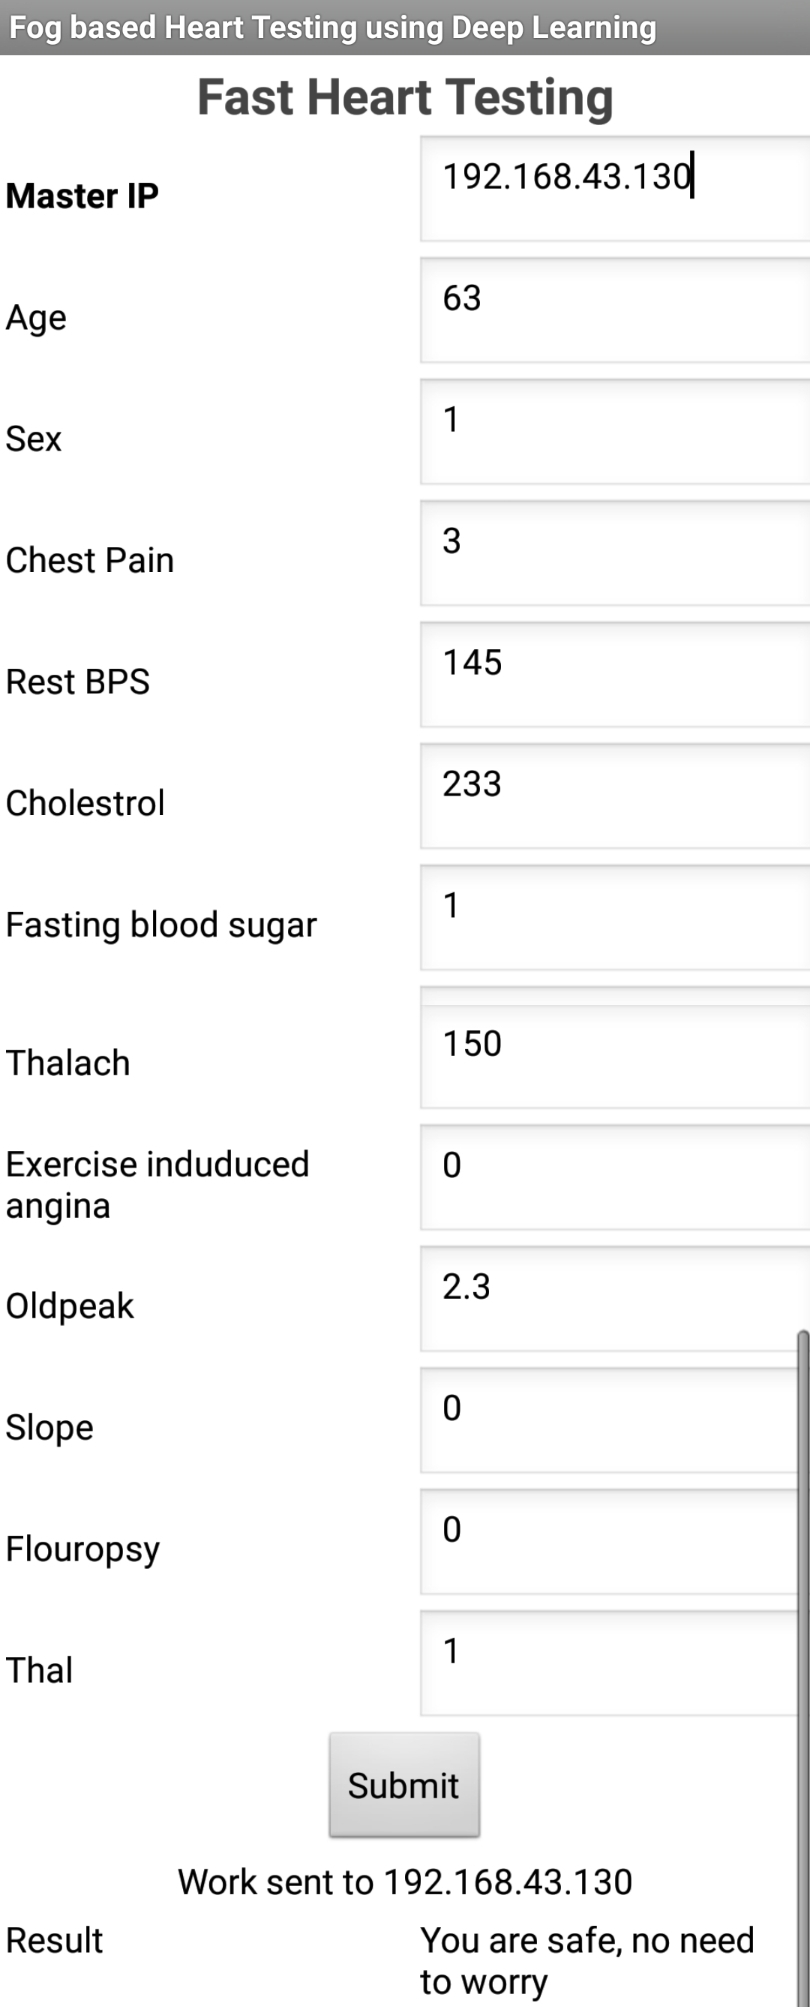 Fog based Heart Testing using Deep Learning
Fast Heart Testing
Master IP 192.168.43.130
Age 63
Sex 1
Chest Pain 3
Rest BPS 145
Cholestrol 233
Fasting blood sugar 1
Thalach 150
Exercise induduced
angina 0
Oldpeak 2.3
Slope 0
Flouropsy 0
Thal 1
Submit
Work sent to 192.168.43.130
Result You are safe, no need
to worry